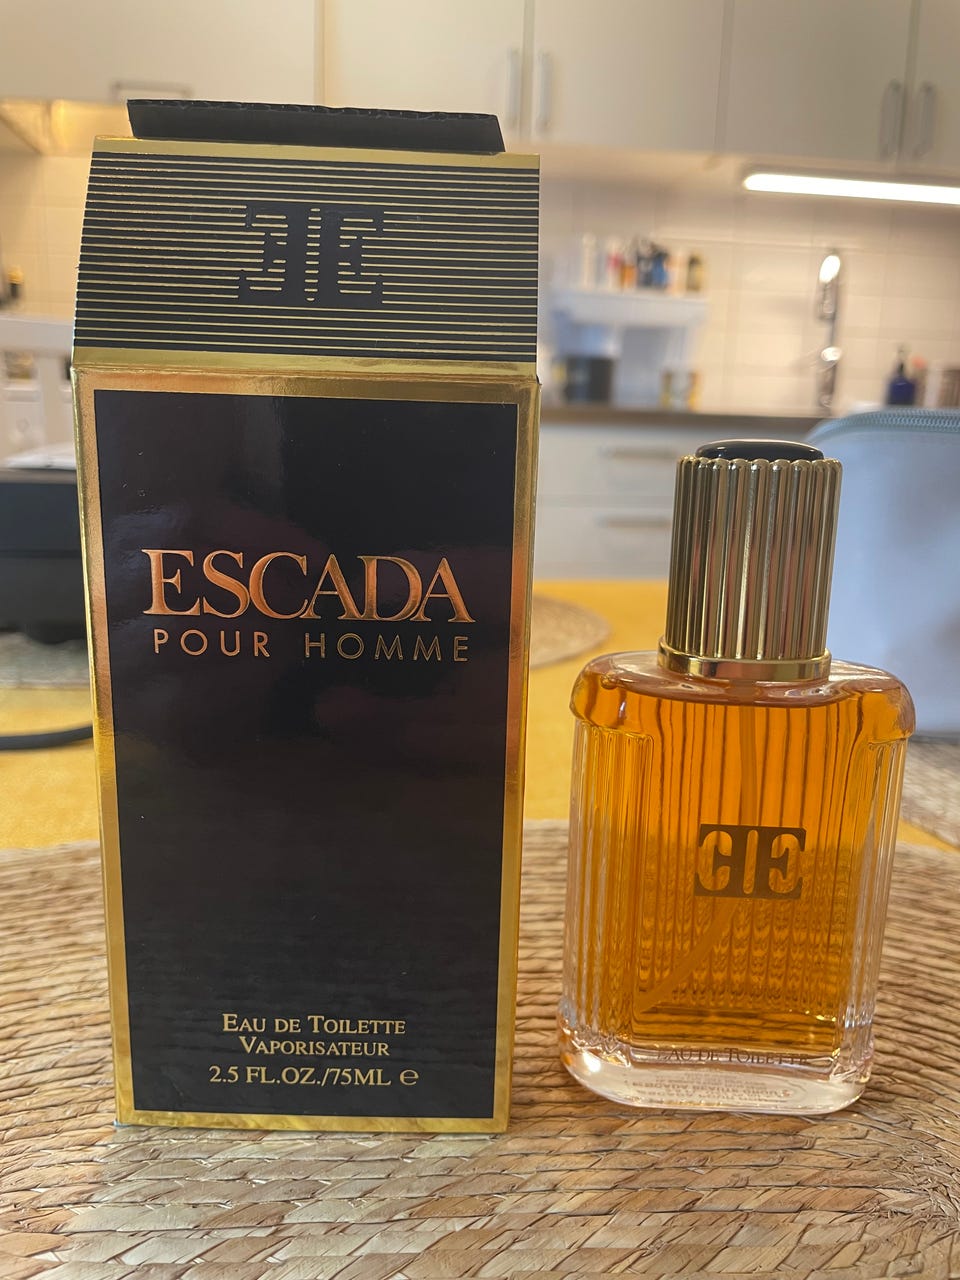 ESCADA
POUR HOMME
EAU DE TOILETTE
VAPORISATEUR
2.5 FL.OZ./75ML ℮
EAU DE TOILETTE